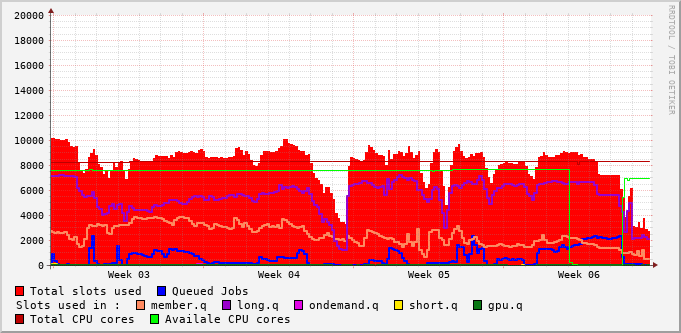 20000
18000
16000
14000
12000
10000
8000
6000
4000
2000
0
Week 03 Week 04 Week 05 Week 06
RRDTOOL / TOBI OETIKER
Total slots used Queued Jobs
Slots used in : member.q long.q ondemand.q short.q gpu.q
Total CPU cores Availale CPU cores